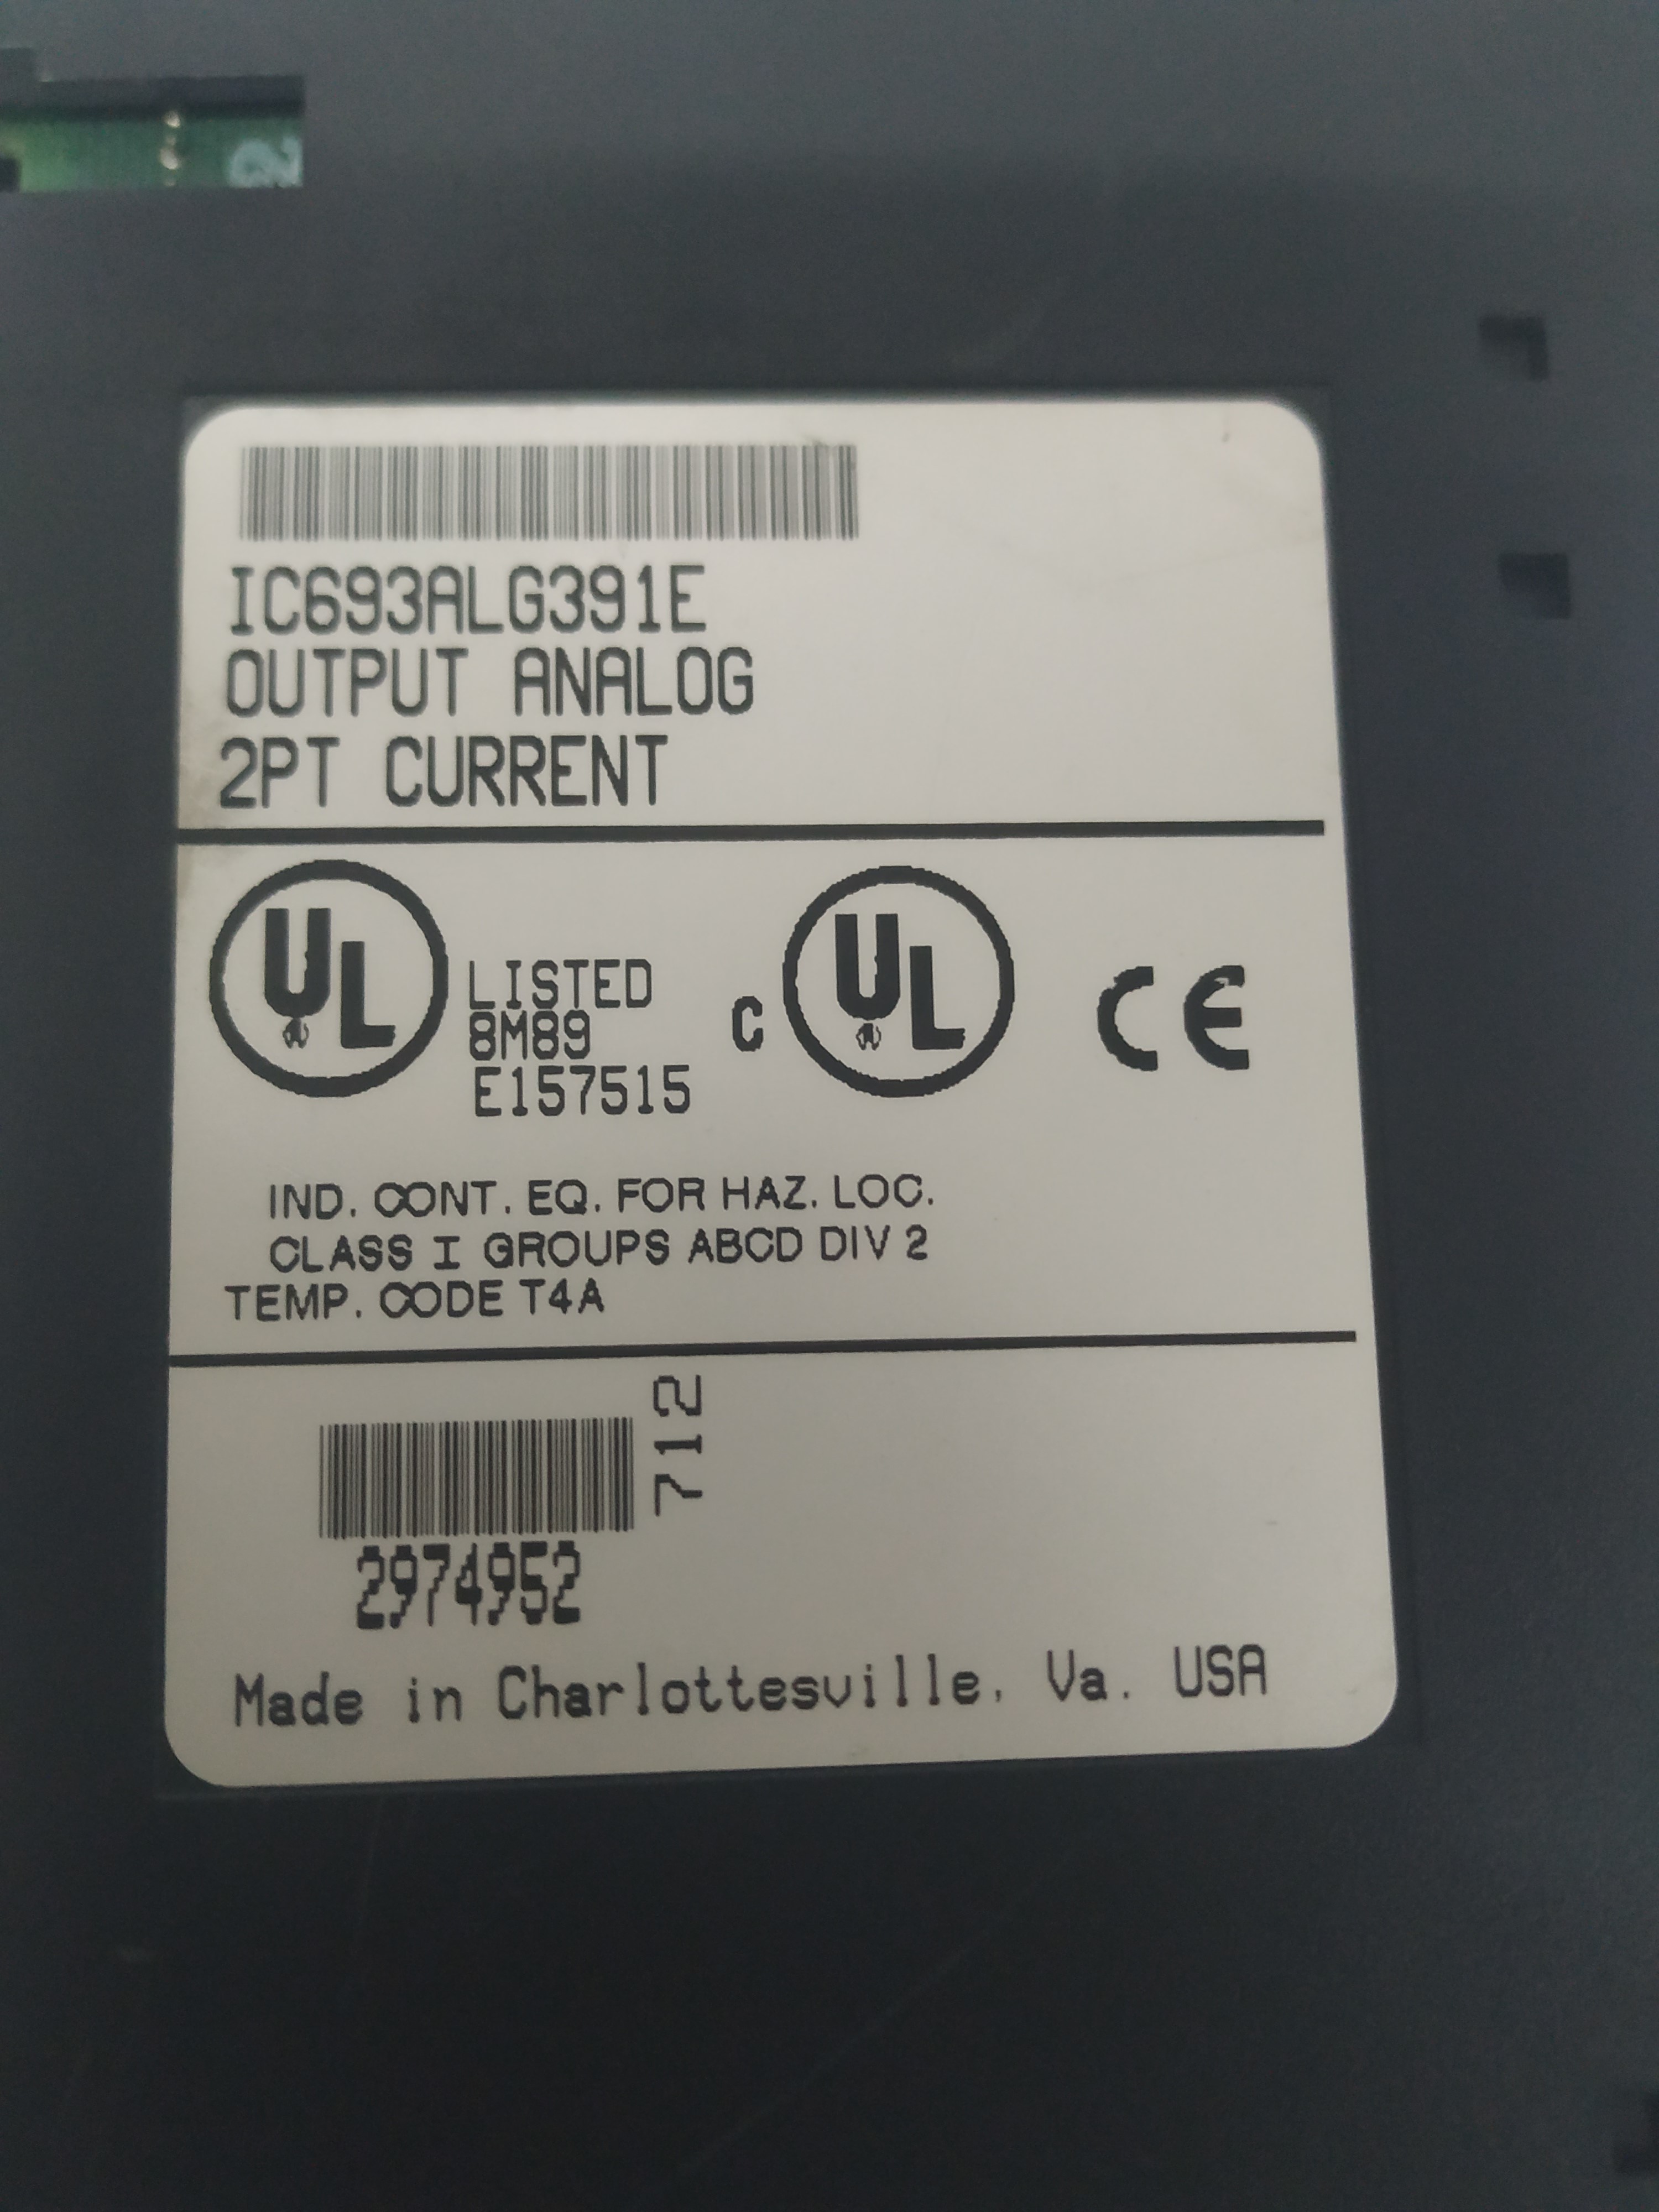 IC693ALG391E
OUTPUT ANALOG
2PT CURRENT
UL
LISTED
8M89
E157515
C UL
CE
IND. CONT. EQ. FOR HAZ. LOC.
CLASS I GROUPS ABCD DIV 2
TEMP. CODE T4A
712
2974952
Made in Charlottesville, Va. USA